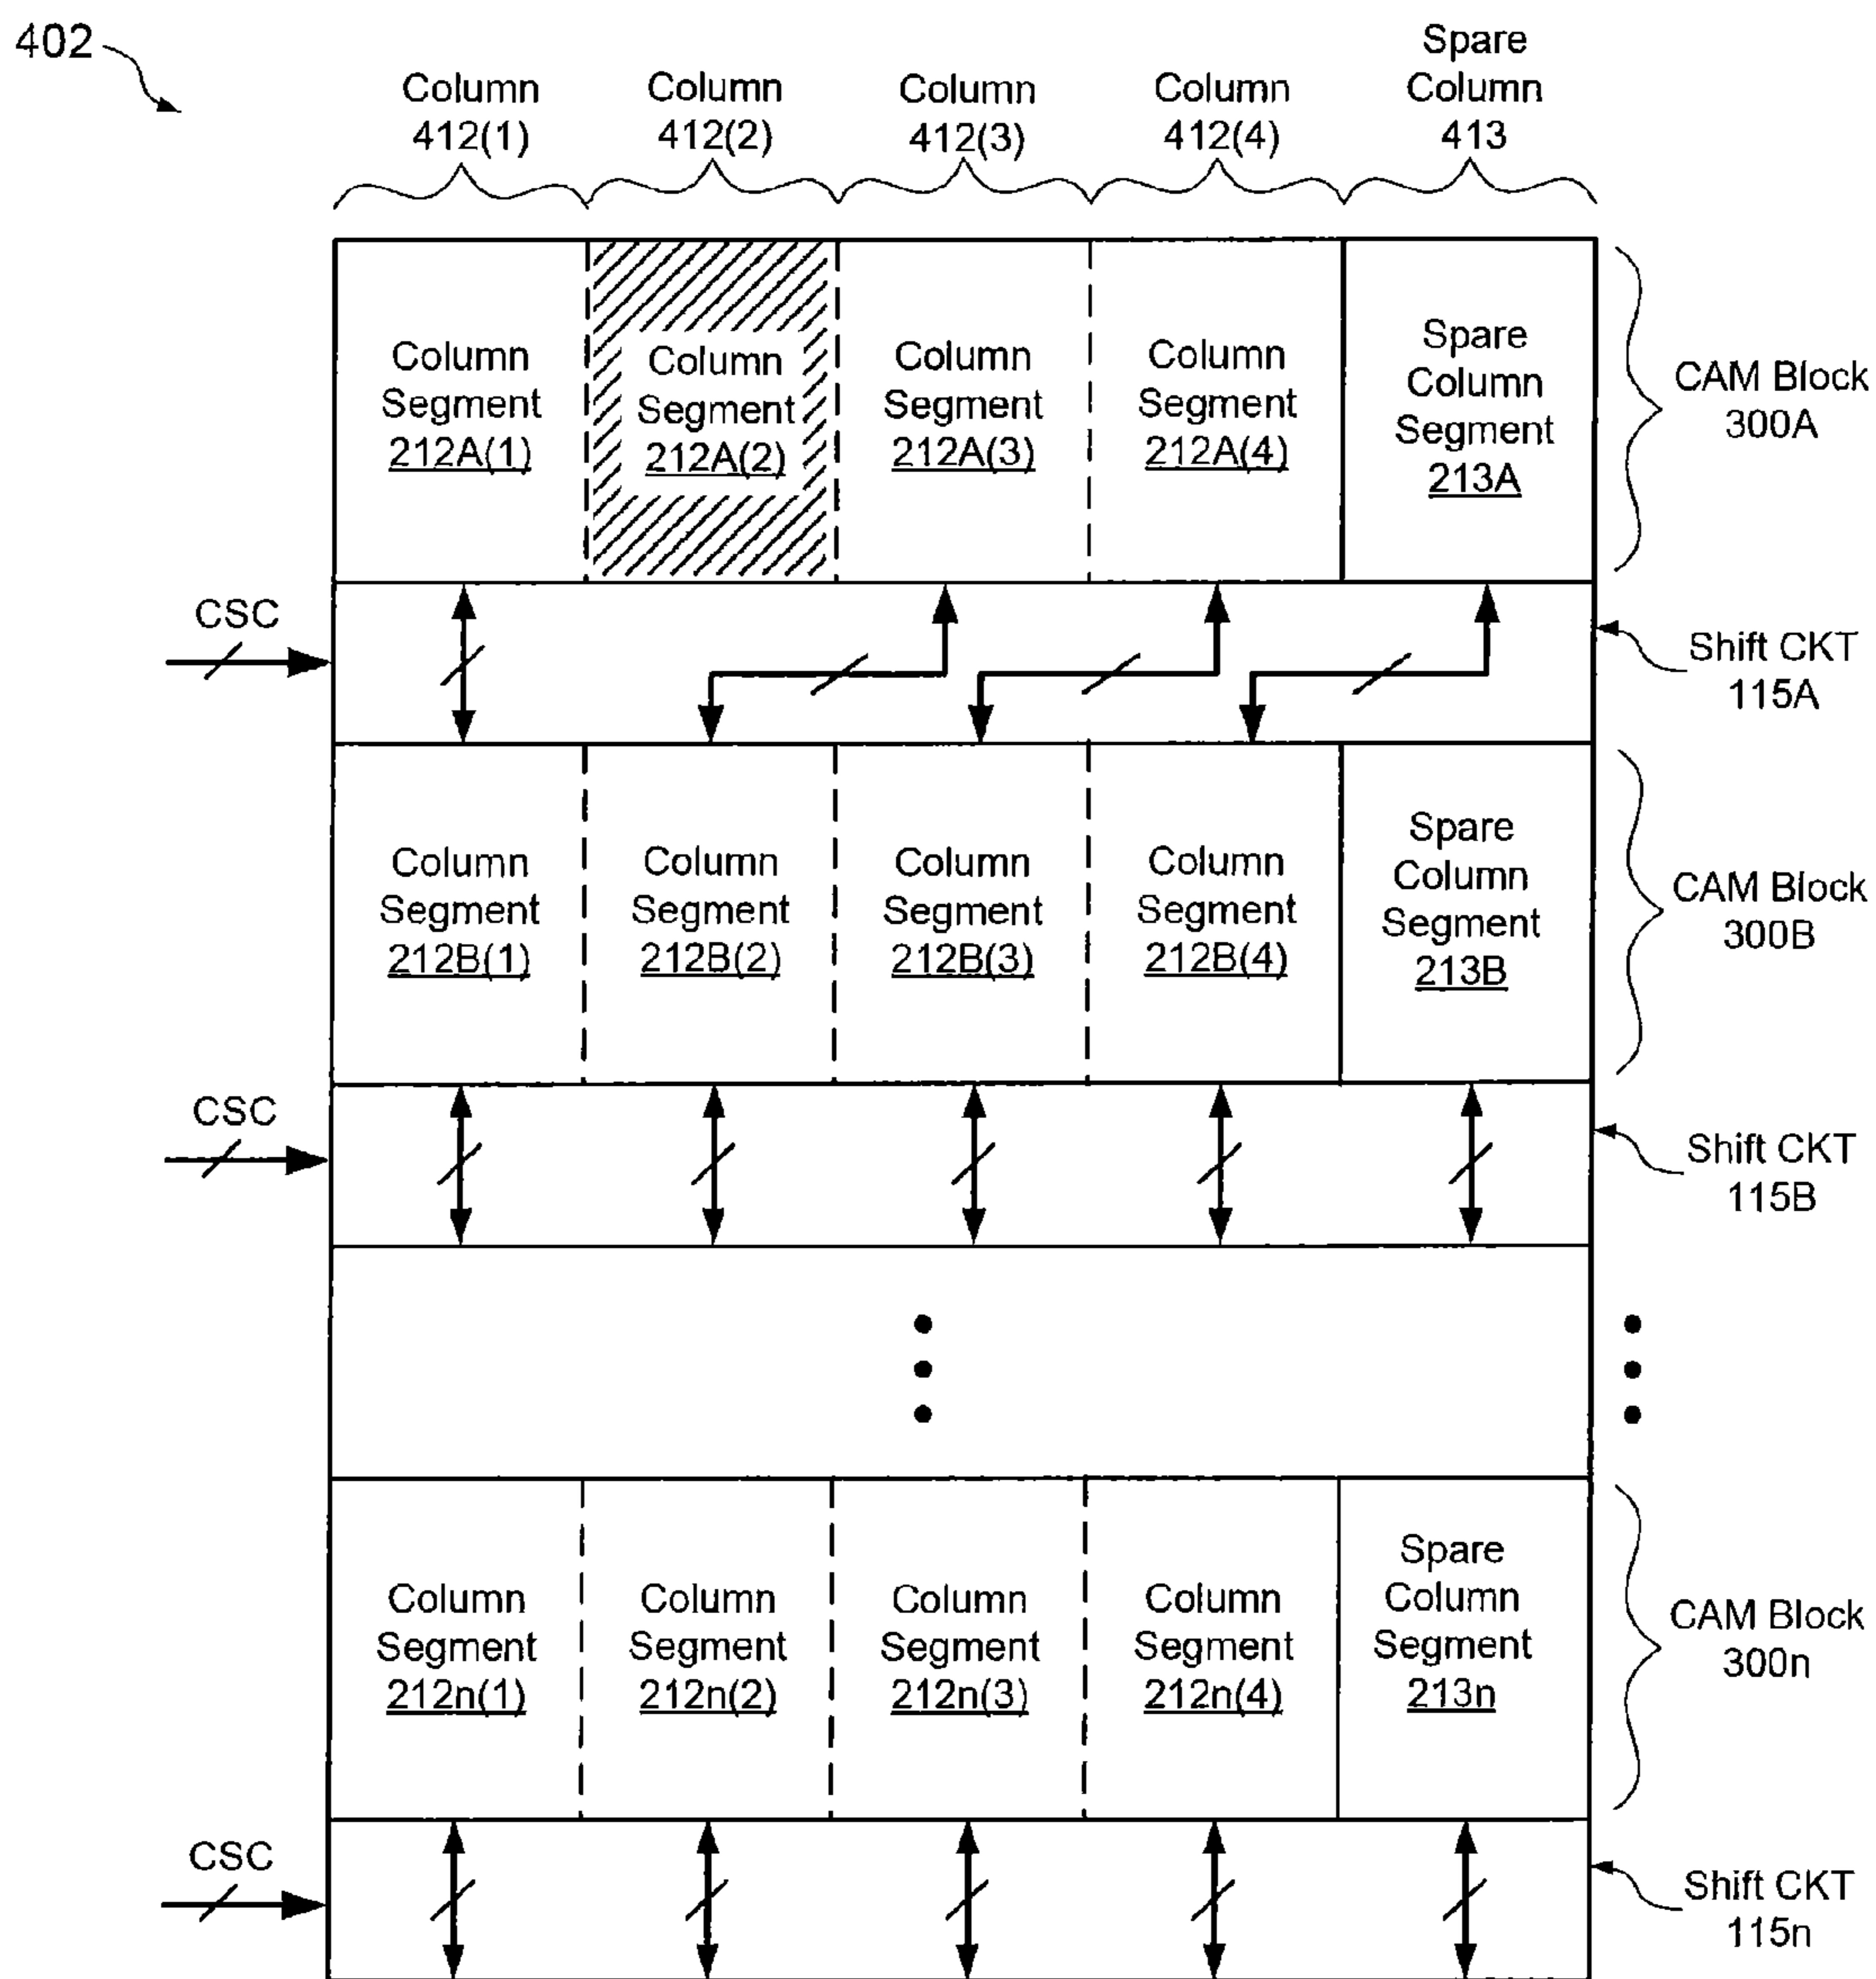 402
Column
412(1)
Column
412(2)
Column
412(3)
Column
412(4)
Spare
Column
413
Column
Segment
212A(1)
Column
Segment
212A(2)
Column
Segment
212A(3)
Column
Segment
212A(4)
Spare
Column
Segment
213A
CAM Block
300A
CSC
Shift CKT
115A
Column
Segment
212B(1)
Column
Segment
212B(2)
Column
Segment
212B(3)
Column
Segment
212B(4)
Spare
Column
Segment
213B
CAM Block
300B
CSC
Shift CKT
115B
Column
Segment
212n(1)
Column
Segment
212n(2)
Column
Segment
212n(3)
Column
Segment
212n(4)
Spare
Column
Segment
213n
CAM Block
300n
CSC
Shift CKT
115n